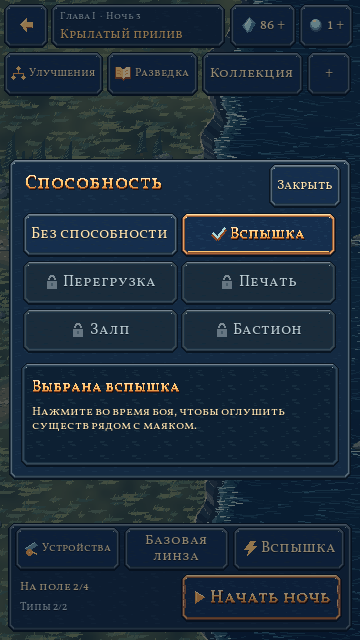 Глава I · Ночь 3
Крылатый прилив
86 +
1 +
Улучшения
Разведка
Коллекция
+
Способность
Закрыть
Без способности
Вспышка
Перегрузка
Печать
Залп
Бастион
Выбрана вспышка
Нажмите во время боя, чтобы оглушить
существ рядом с маяком.
Устройства
Базовая
линза
Вспышка
На поле 2/4
Типы 2/2
Начать ночь